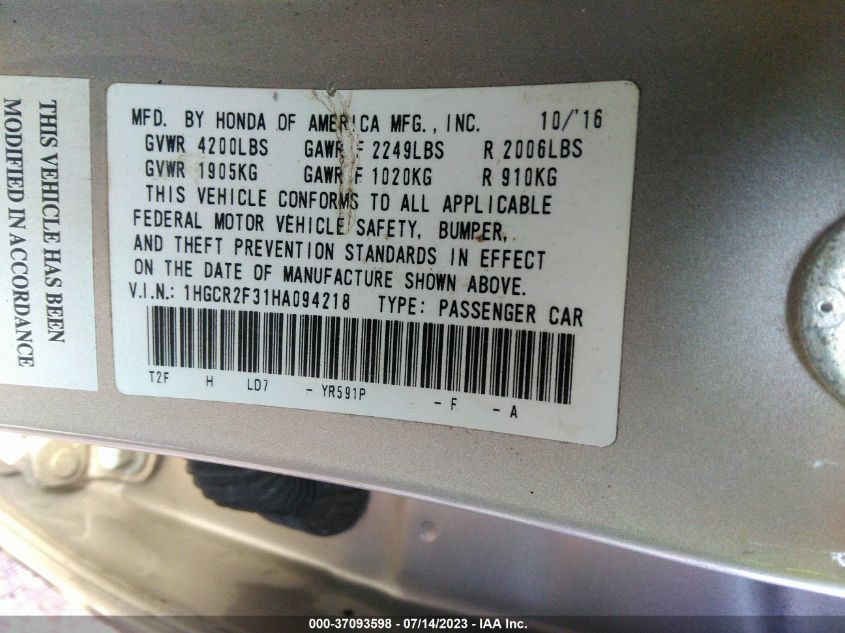 THIS VEHICLE HAS BEEN
MODIFIED IN ACCORDANCE
MFD. BY HONDA OF AMERICA MFG., INC. 10/'16
GVWR 4200LBS GAWR F 2249LBS R 2006LBS
GVWR 1905KG GAWR F 1020KG R 910KG
THIS VEHICLE CONFORMS TO ALL APPLICABLE
FEDERAL MOTOR VEHICLE SAFETY, BUMPER,
AND THEFT PREVENTION STANDARDS IN EFFECT
ON THE DATE OF MANUFACTURE SHOWN ABOVE.
V.I.N.: 1HGCR2F31HA094218 TYPE: PASSENGER CAR
T2F H LD7 - YR591P - F - A
000-37093598 / 07/14/2023 - IAA Inc.